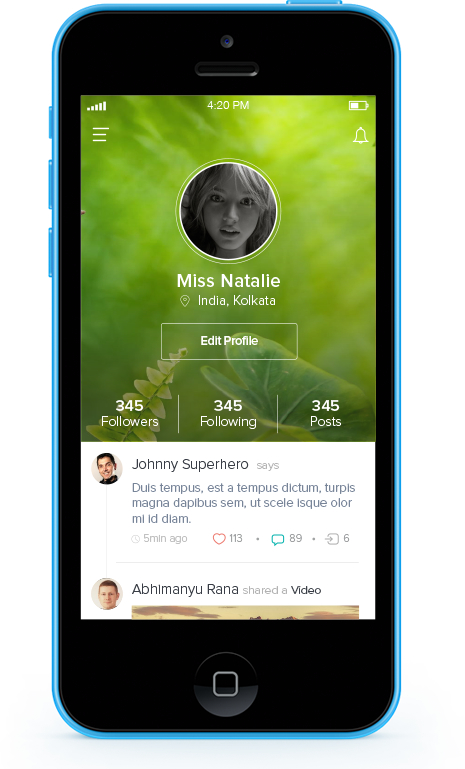 4:20 PM
Miss Natalie
India, Kolkata
Edit Profile
345 345 345
Followers Following Posts
Johnny Superhero says
Duis tempus, est a tempus dictum, turpis
magna dapibus sem, ut scele isque olor
mi id diam.
5min ago 113 • 89 • 6
Abhimanyu Rana shared a Video